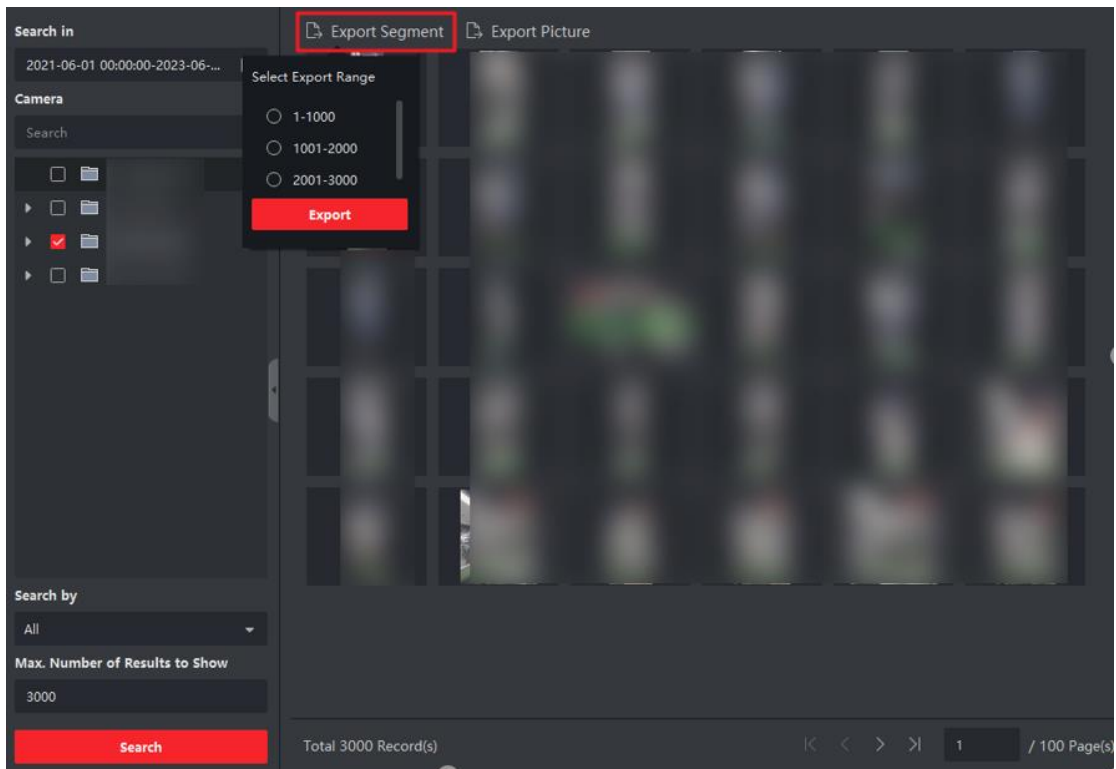 Search in
2021-06-01 00:00:00-2023-06-...
Camera
Search
Search by
All
Max. Number of Results to Show
3000
Search
Export Segment
Export Picture
Select Export Range
1-1000
1001-2000
2001-3000
Export
Total 3000 Record(s)
1
/ 100 Page(s)